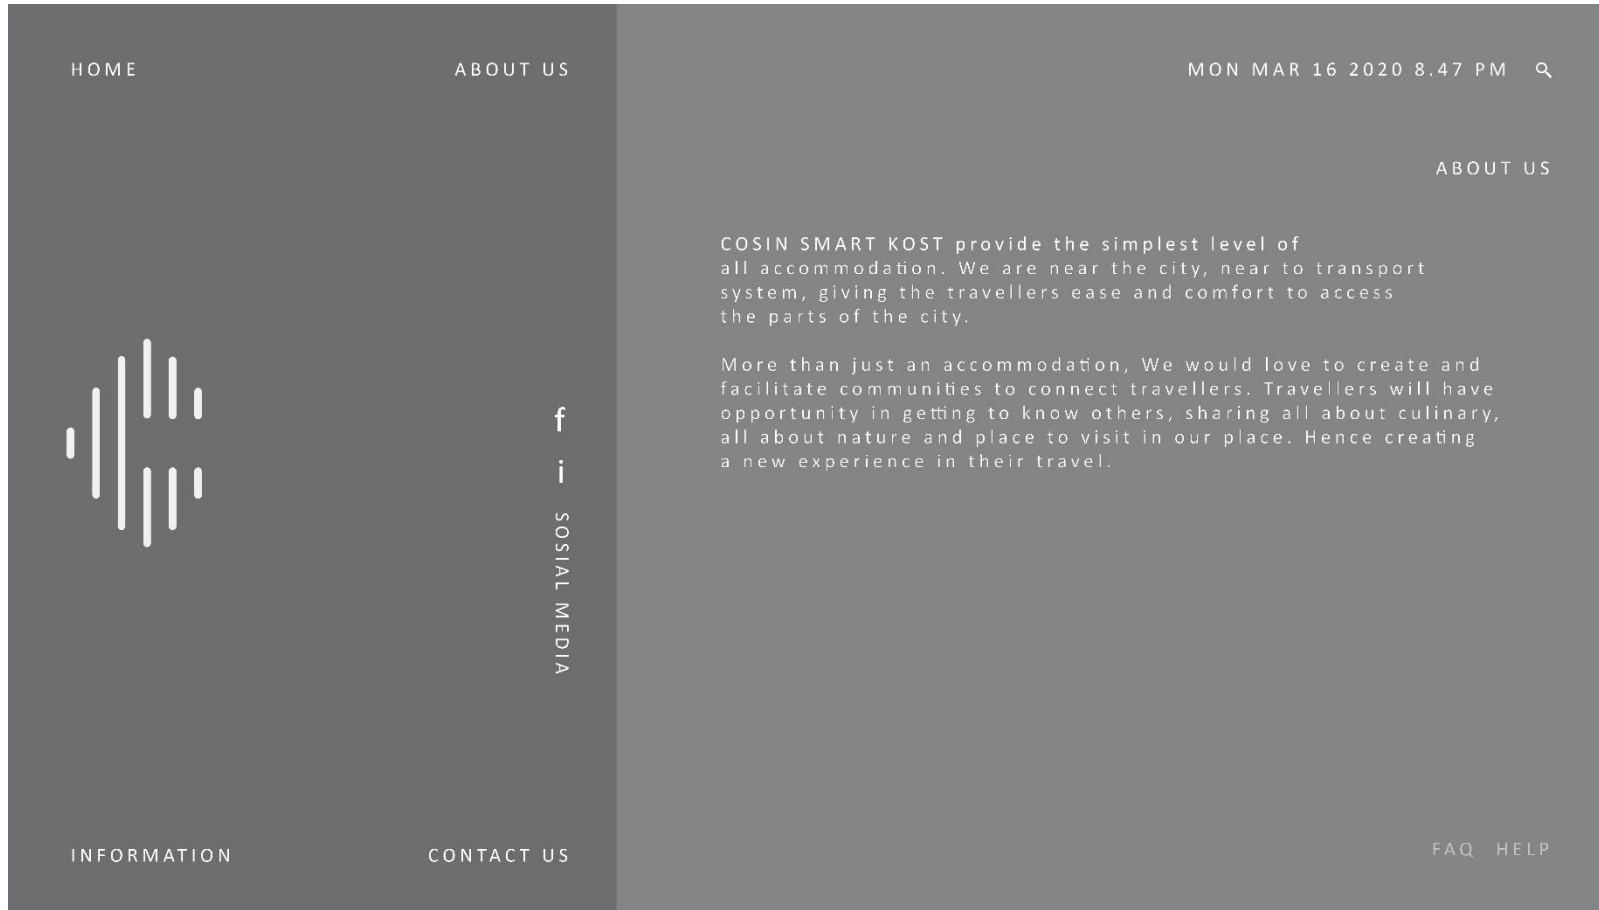 HOME
ABOUT US
MON MAR 16 2020 8.47 PM
ABOUT US
COSIN SMART KOST provide the simplest level of
all accommodation. We are near the city, near to transport
system, giving the travellers ease and comfort to access
the parts of the city.
More than just an accommodation, We would love to create and
facilitate communities to connect travellers. Travellers will have
opportunity in getting to know others, sharing all about culinary,
all about nature and place to visit in our place. Hence creating
a new experience in their travel.
f
i
SOSIAL MEDIA
INFORMATION
CONTACT US
FAQ HELP